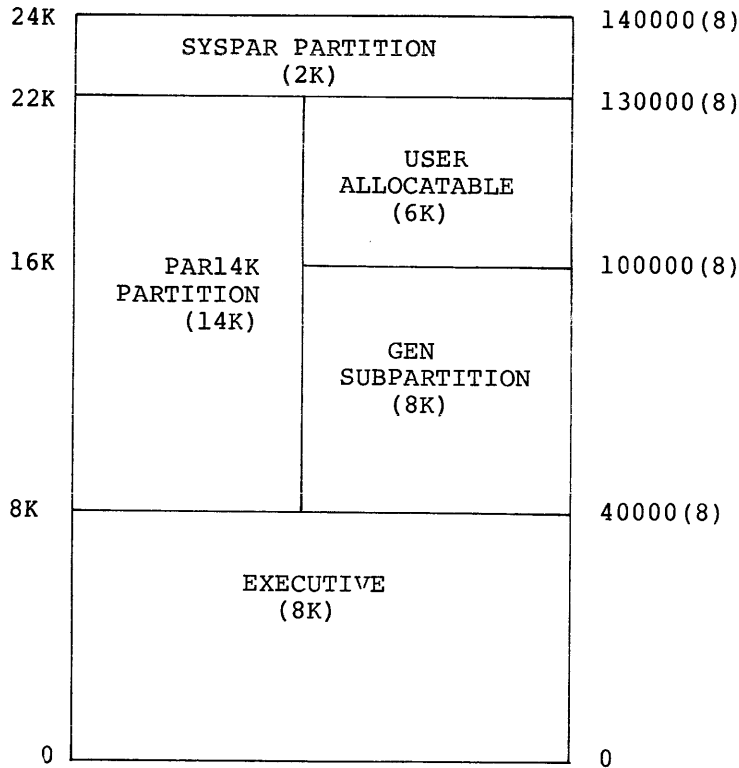 24K
140000(8)
SYSPAR PARTITION
(2K)
22K
130000(8)
USER
ALLOCATABLE
(6K)
16K
100000(8)
PAR14K
PARTITION
(14K)
GEN
SUBPARTITION
(8K)
8K
40000(8)
EXECUTIVE
(8K)
0
0